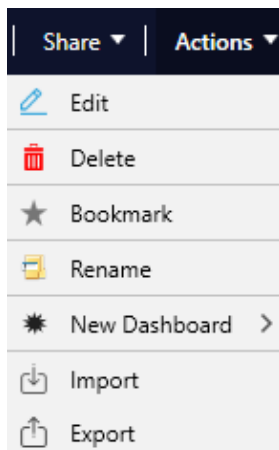 Share Actions
Edit
Delete
Bookmark
Rename
New Dashboard
Import
Export